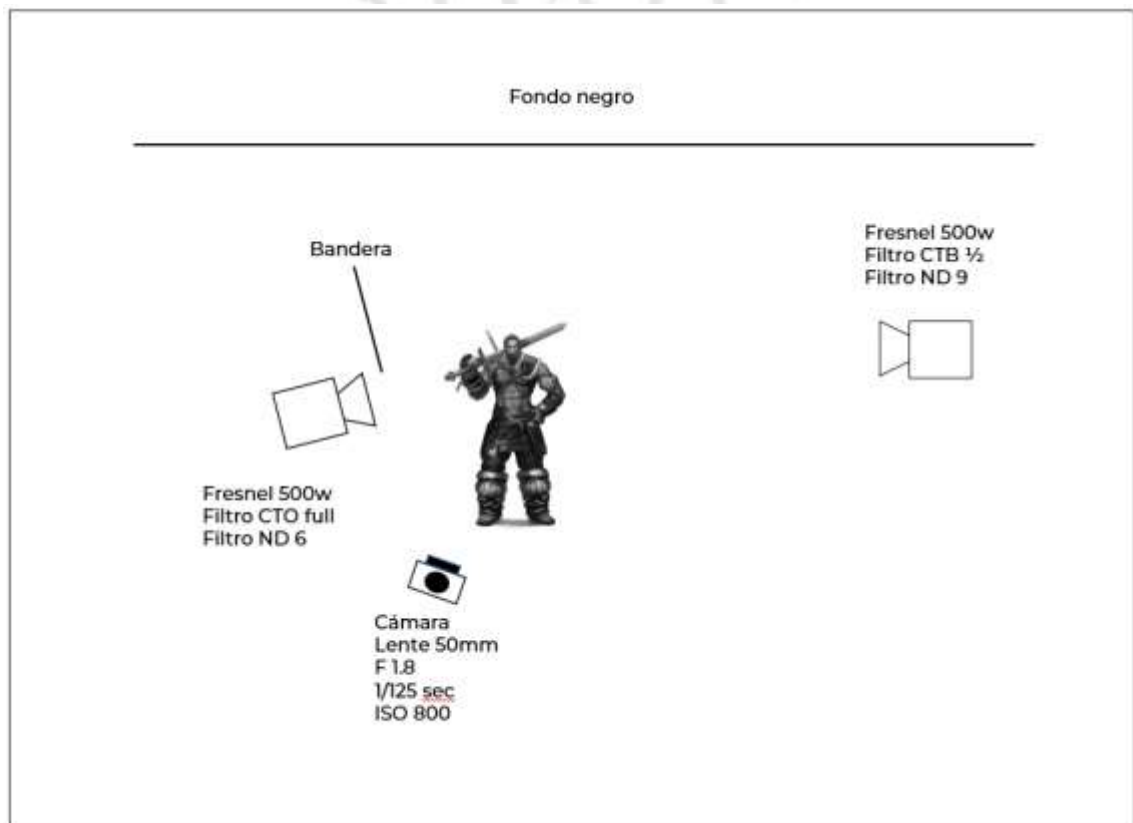 Fondo negro
Bandera
Fresnel 500w
Filtro CTB ½
Filtro ND 9
Fresnel 500w
Filtro CTO full
Filtro ND 6
Cámara
Lente 50mm
F 1.8
1/125 sec
ISO 800